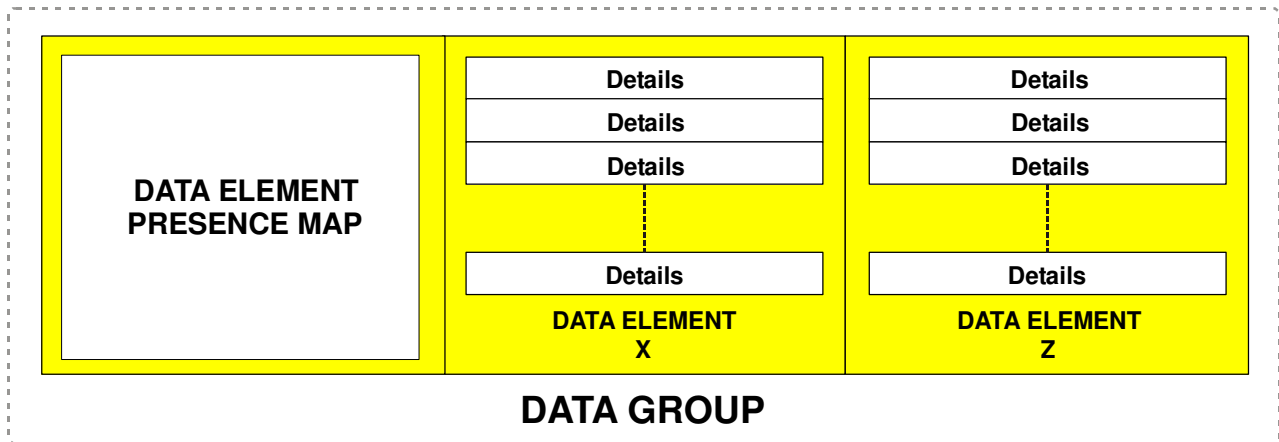 DATA ELEMENT
PRESENCE MAP
Details
Details
Details
Details
DATA ELEMENT
X
Details
Details
Details
Details
DATA ELEMENT
Z
DATA GROUP